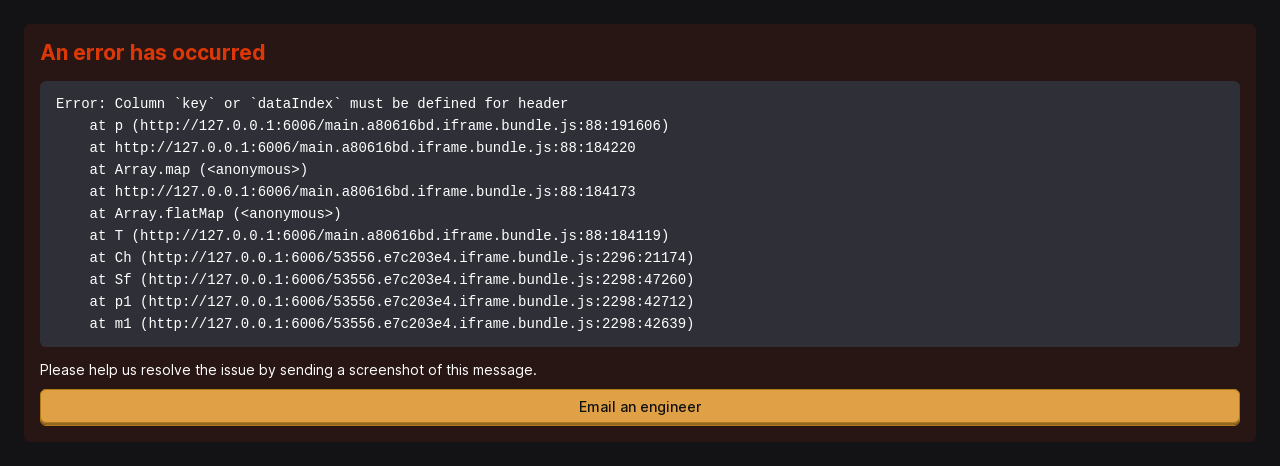 An error has occurred
Error: Column `key` or `dataIndex` must be defined for header
    at p (http://127.0.0.1:6006/main.a80616bd.iframe.bundle.js:88:191606)
    at http://127.0.0.1:6006/main.a80616bd.iframe.bundle.js:88:184220
    at Array.map (<anonymous>)
    at http://127.0.0.1:6006/main.a80616bd.iframe.bundle.js:88:184173
    at Array.flatMap (<anonymous>)
    at T (http://127.0.0.1:6006/main.a80616bd.iframe.bundle.js:88:184119)
    at Ch (http://127.0.0.1:6006/53556.e7c203e4.iframe.bundle.js:2296:21174)
    at Sf (http://127.0.0.1:6006/53556.e7c203e4.iframe.bundle.js:2298:47260)
    at p1 (http://127.0.0.1:6006/53556.e7c203e4.iframe.bundle.js:2298:42712)
    at m1 (http://127.0.0.1:6006/53556.e7c203e4.iframe.bundle.js:2298:42639)
Please help us resolve the issue by sending a screenshot of this message.
Email an engineer